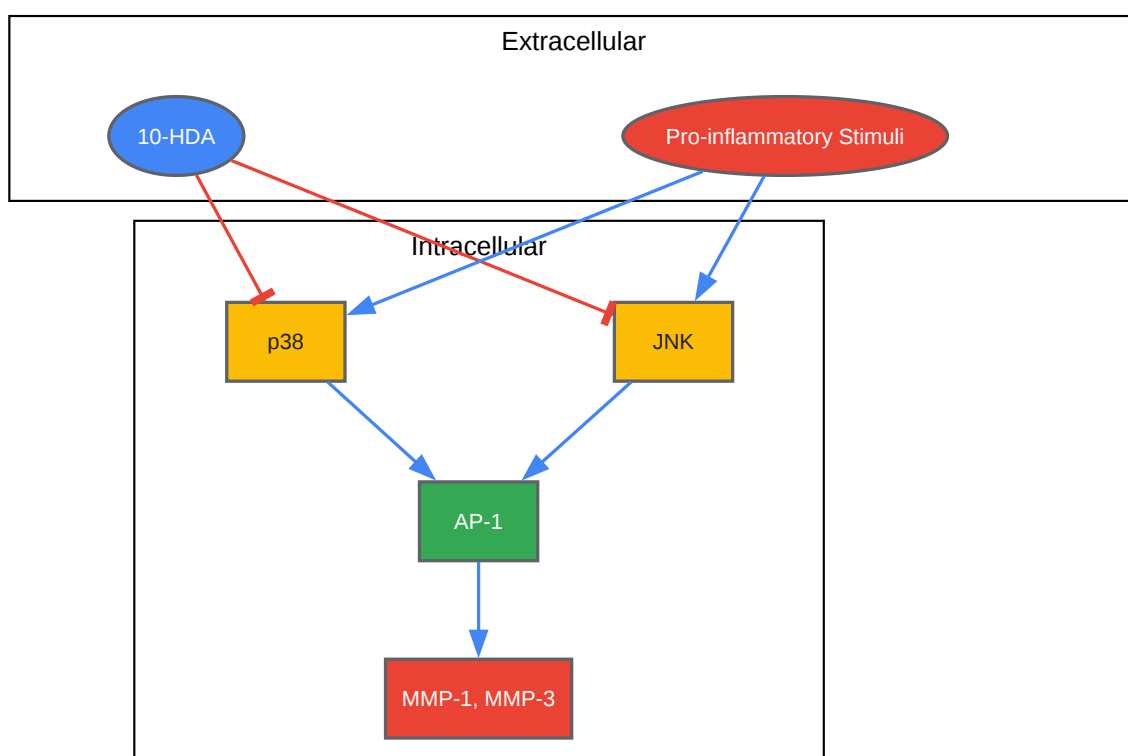 Extracellular
10-HDA
Pro-inflammatory Stimuli
Intracellular
p38
JNK
AP-1
MMP-1, MMP-3